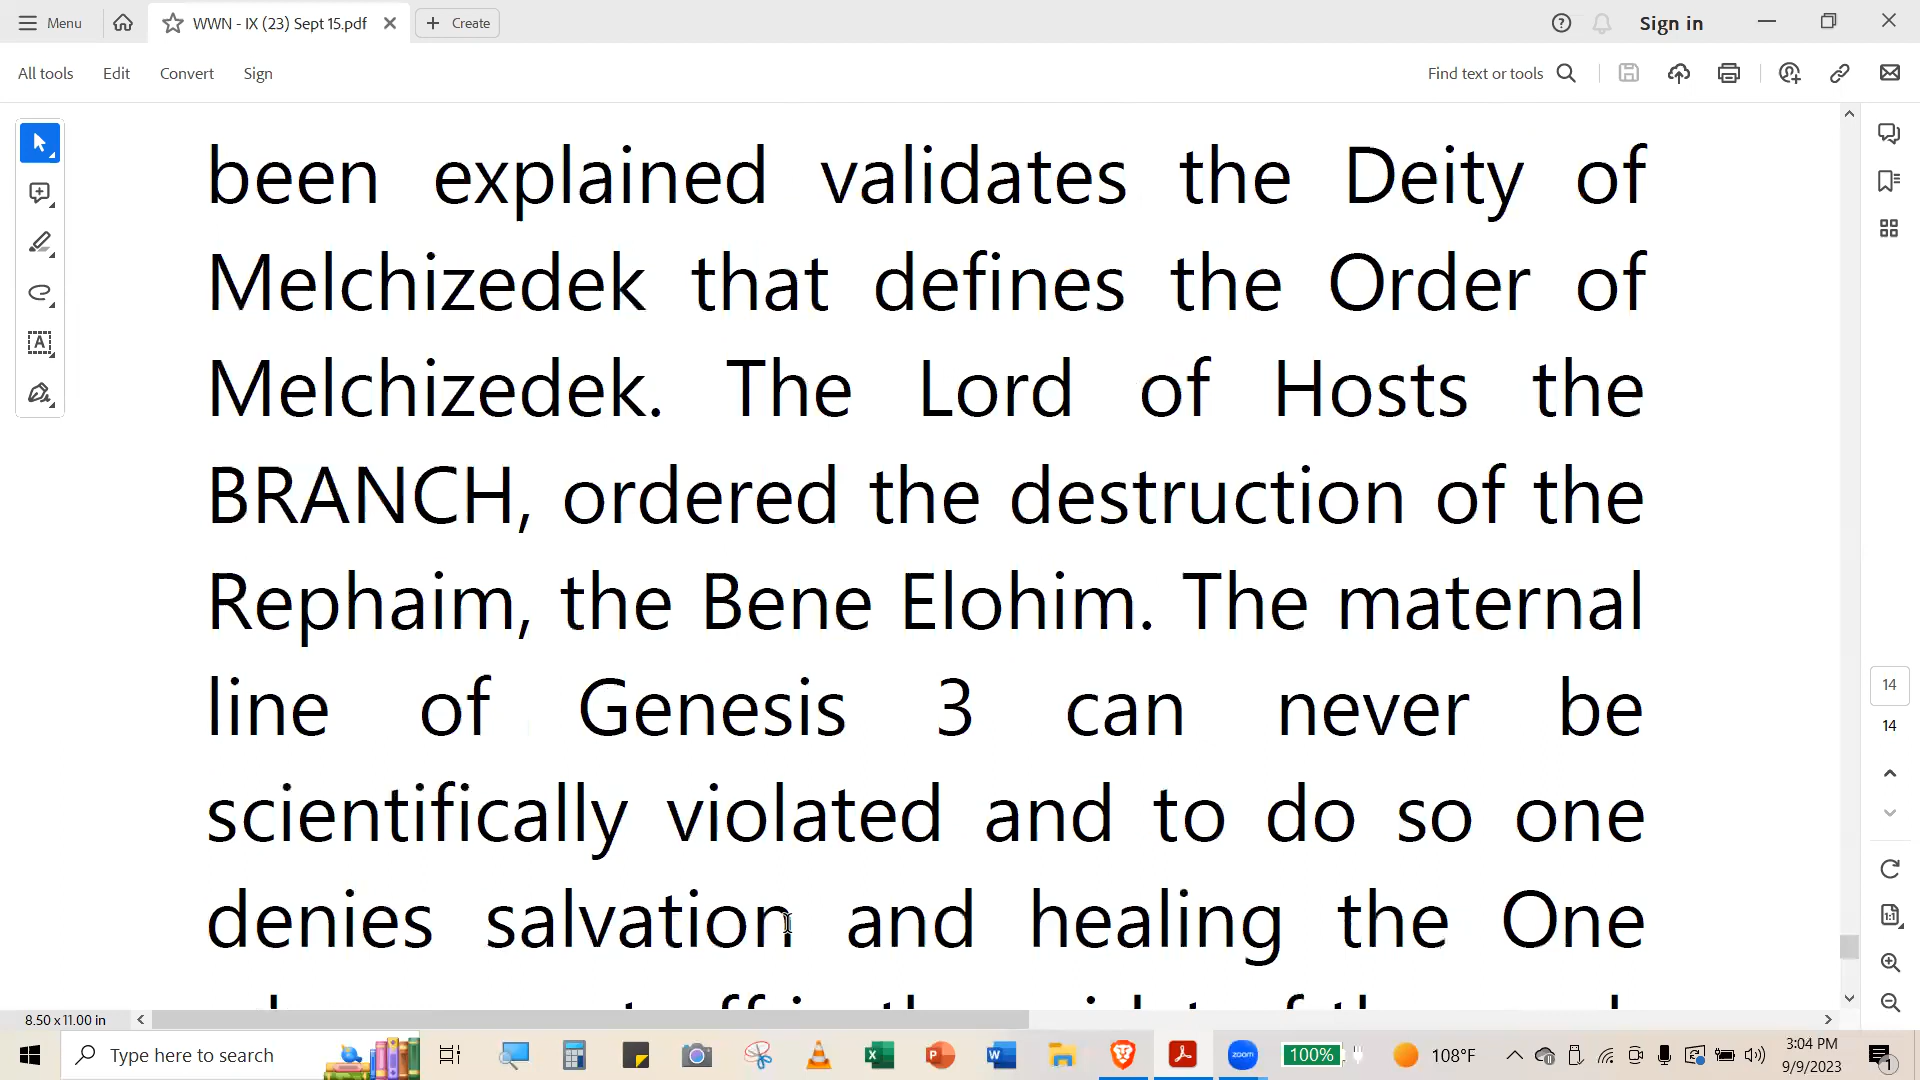 Menu
WWN - IX (23) Sept 15.pdf
Create
Sign in
All tools Edit Convert Sign
Find text or tools
been explained validates the Deity of
Melchizedek that defines the Order of
Melchizedek. The Lord of Hosts the
BRANCH, ordered the destruction of the
Rephaim, the Bene Elohim. The maternal
line of Genesis 3 can never be
scientifically violated and to do so one
denies salvation and healing the One
14
14
8.50 x 11.00 in
Type here to search
zoom
100%
108°F
3:04 PM
9/9/2023
1